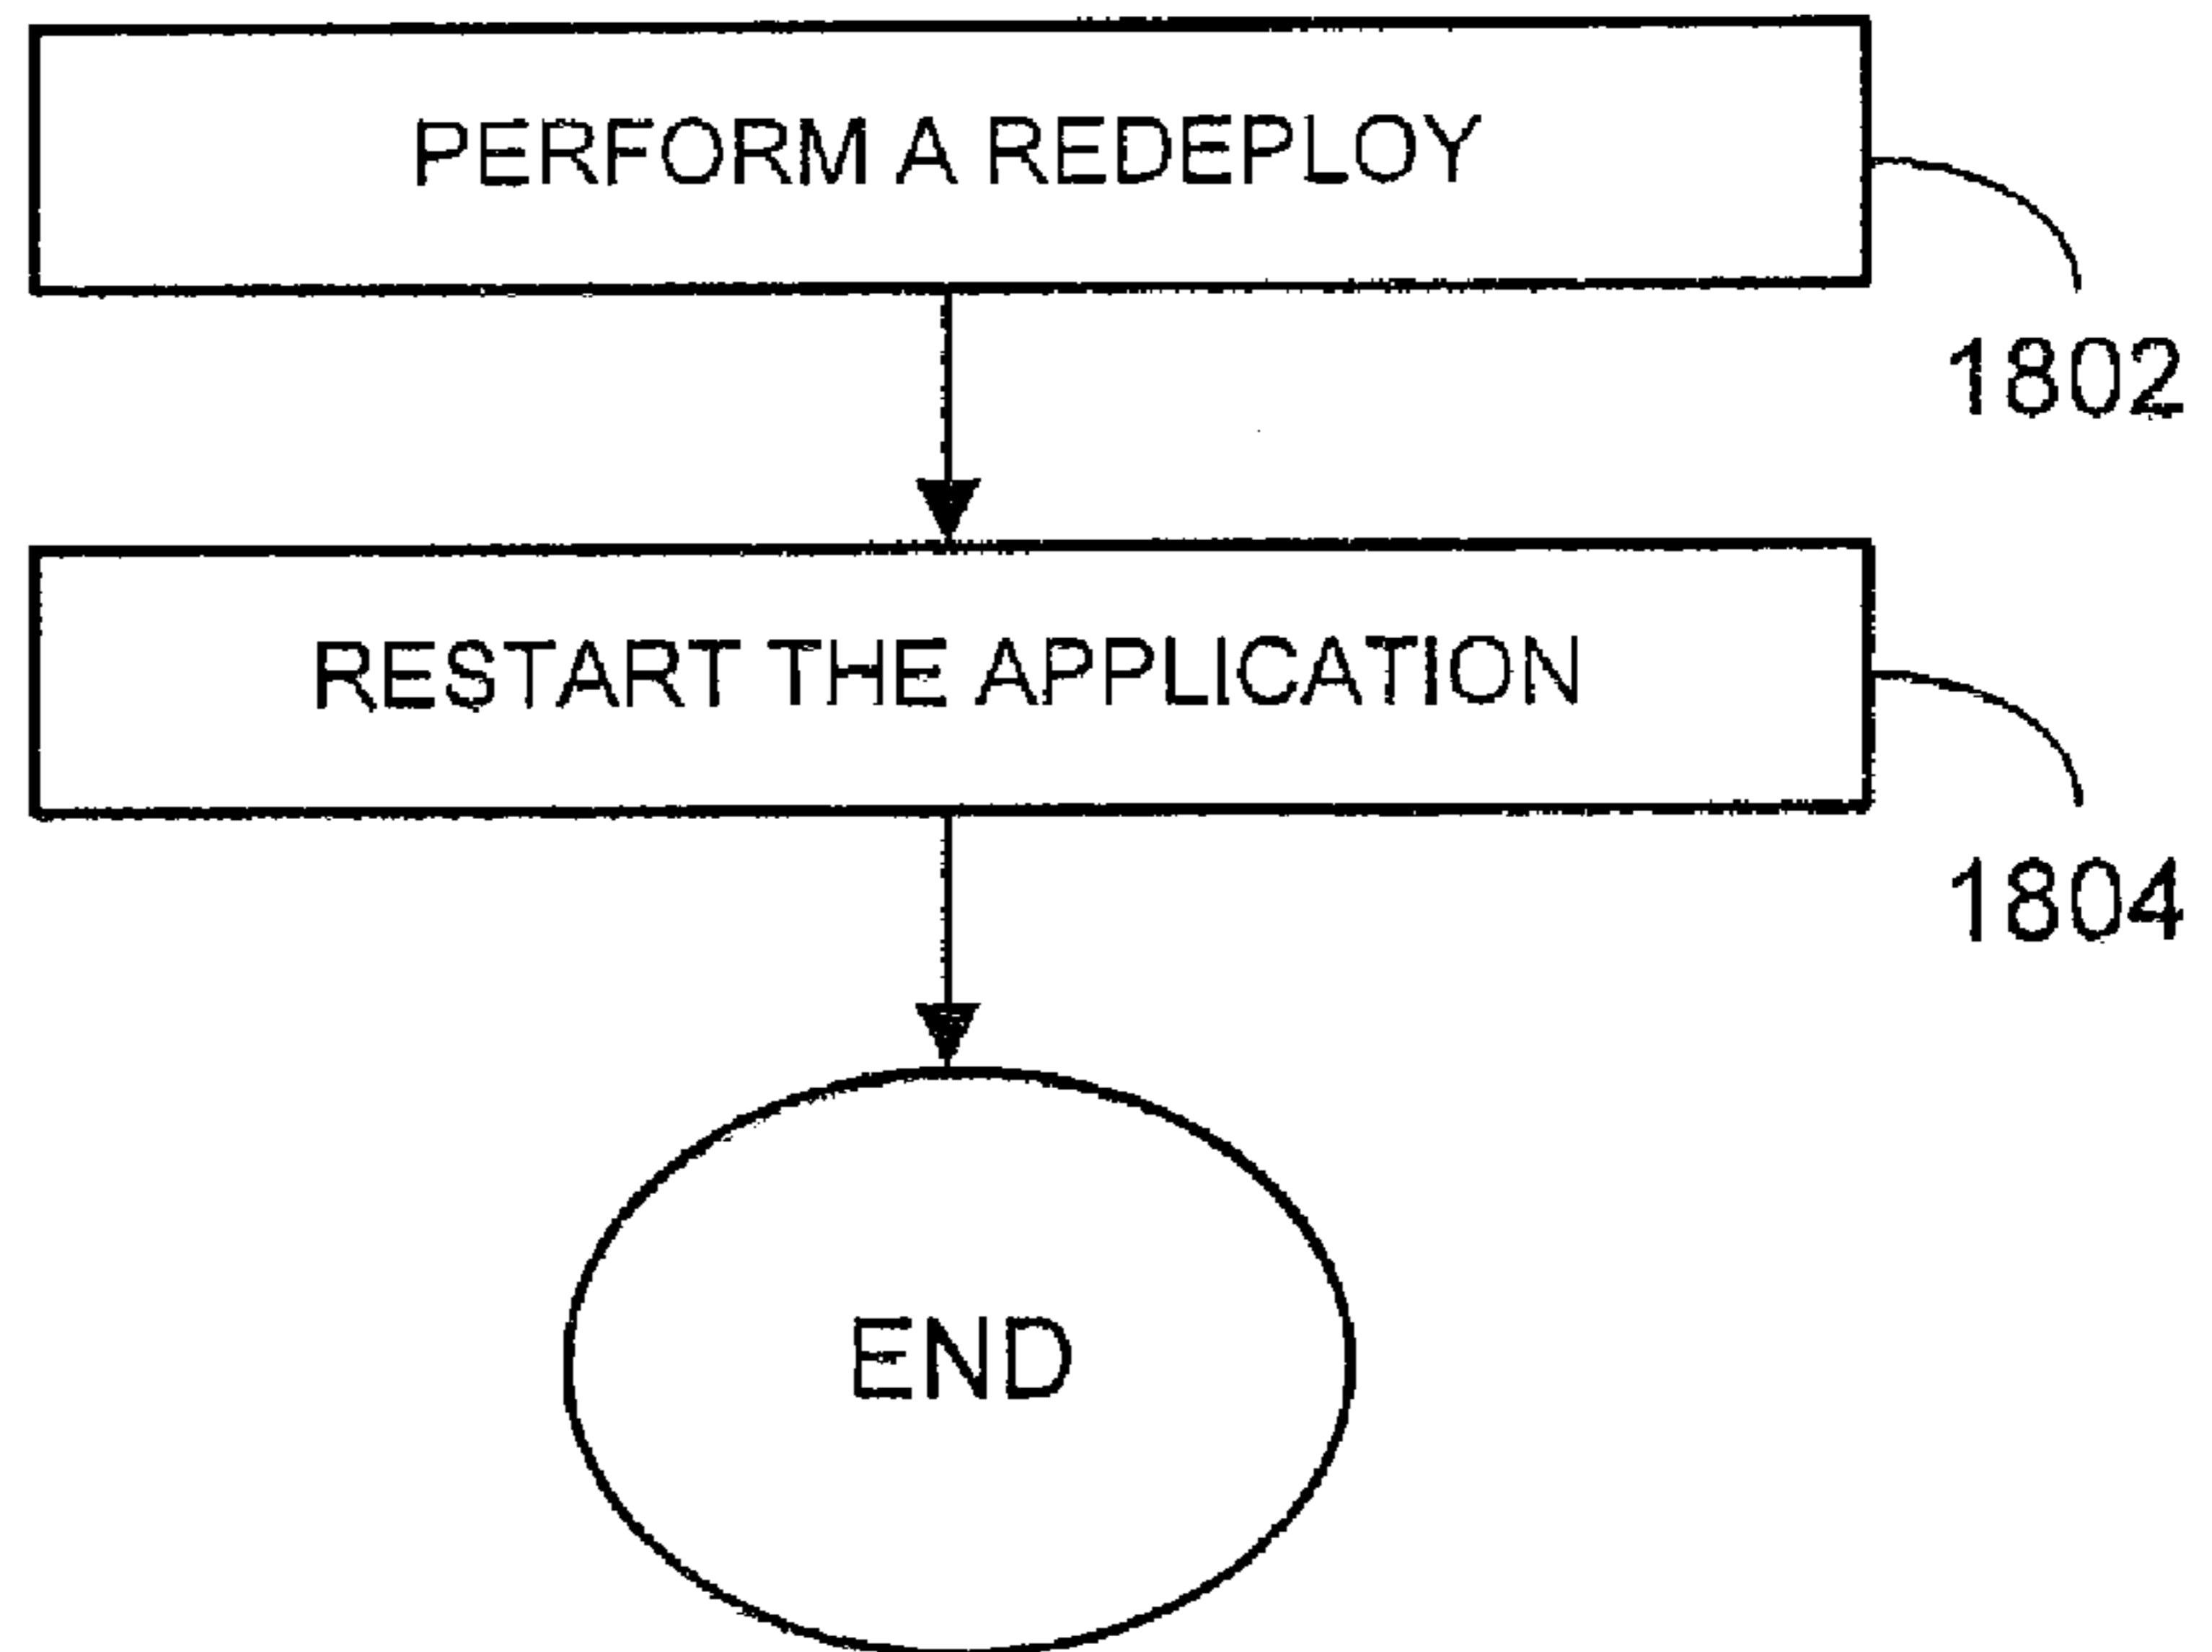 PERFORM A REDEPLOY
1802
RESTART THE APPLICATION
1804
END